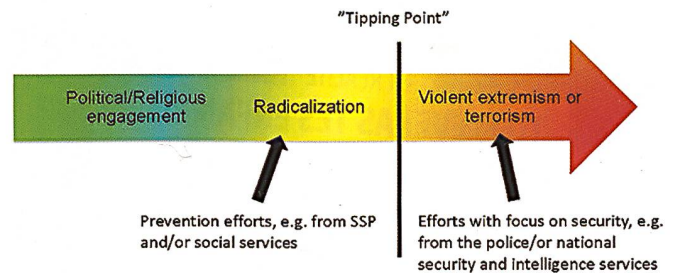 "Tipping Point"
Political/Religious
engagement
Radicalization
Violent extremism or
terrorism
Prevention efforts, e.g. from SSP
and/or social services
Efforts with focus on security, e.g.
from the police/or national
security and intelligence services